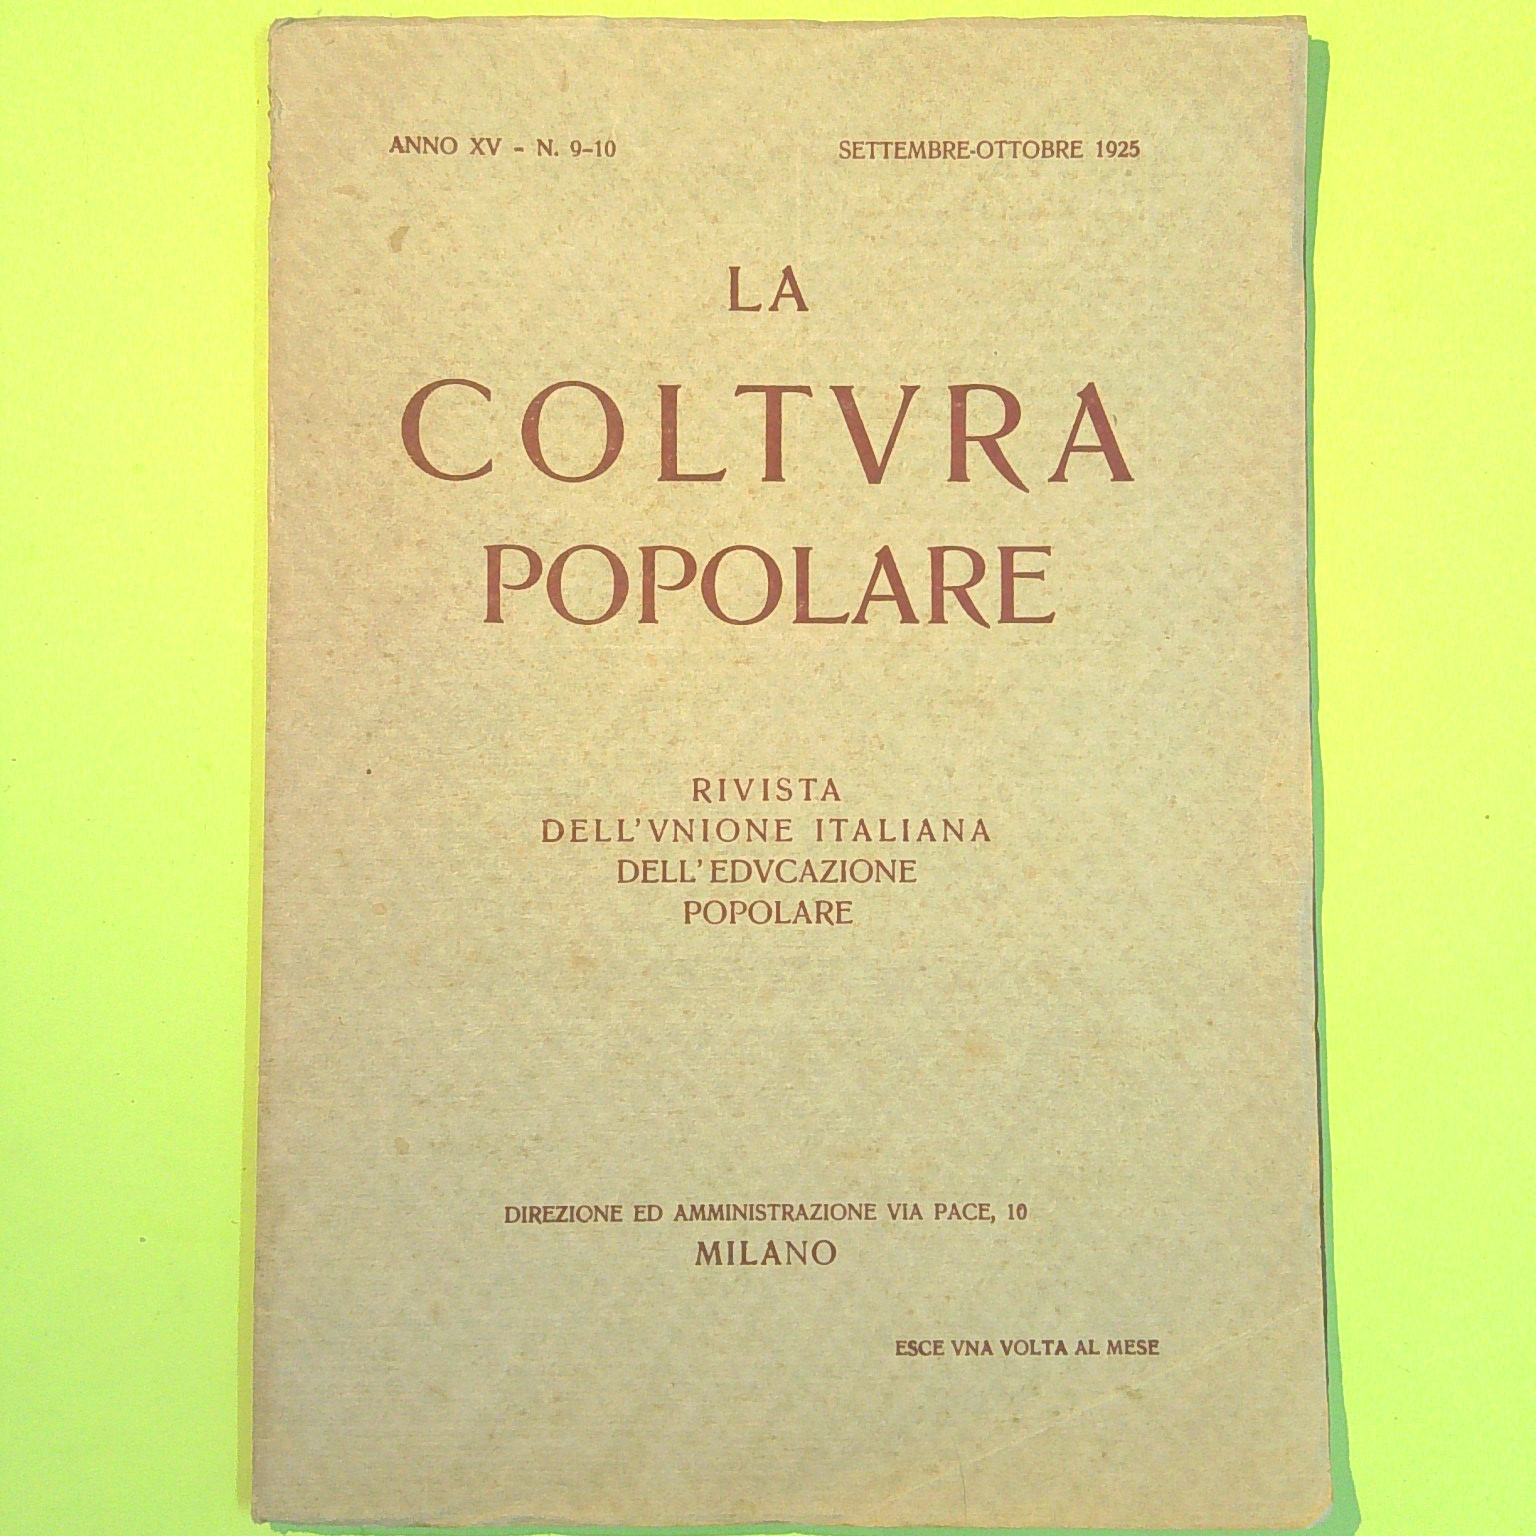 ANNO XV - N. 9-10
SETTEMBRE-OTTOBRE 1925
LA
COLTVRA
POPOLARE
RIVISTA
DELL'VNIONE ITALIANA
DELL'EDVCAZIONE
POPOLARE
DIREZIONE ED AMMINISTRAZIONE VIA PACE, 10
MILANO
ESCE VNA VOLTA AL MESE